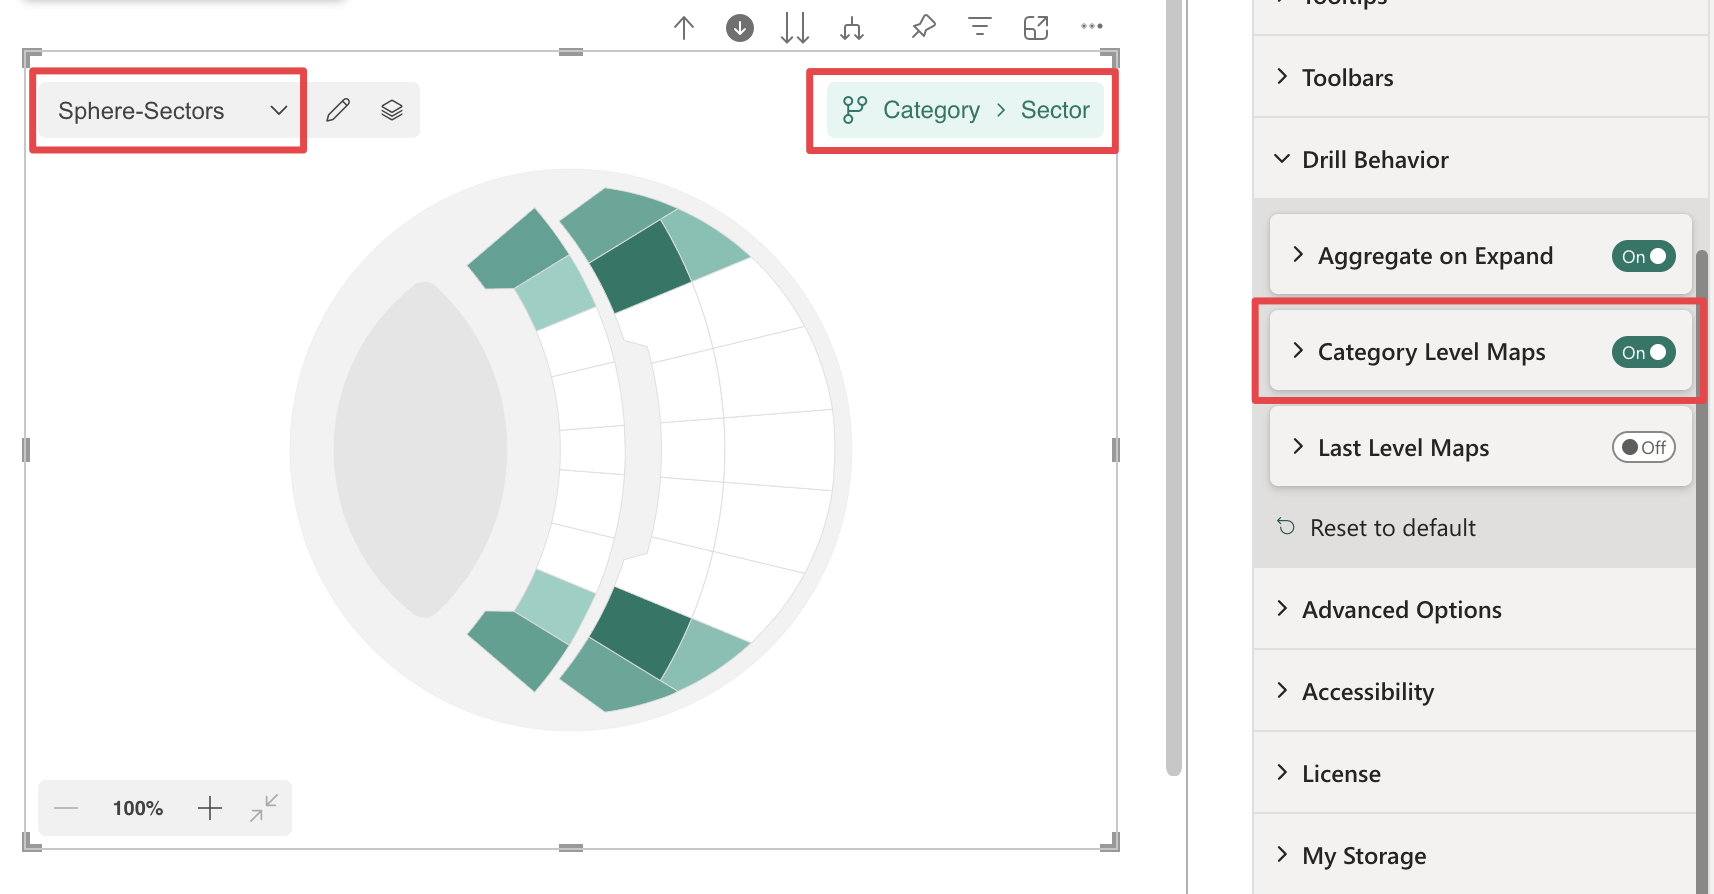 Sphere-Sectors
Category > Sector
100%
Tooltips
Toolbars
Drill Behavior
Aggregate on Expand
On
Category Level Maps
On
Last Level Maps
Off
Reset to default
Advanced Options
Accessibility
License
My Storage